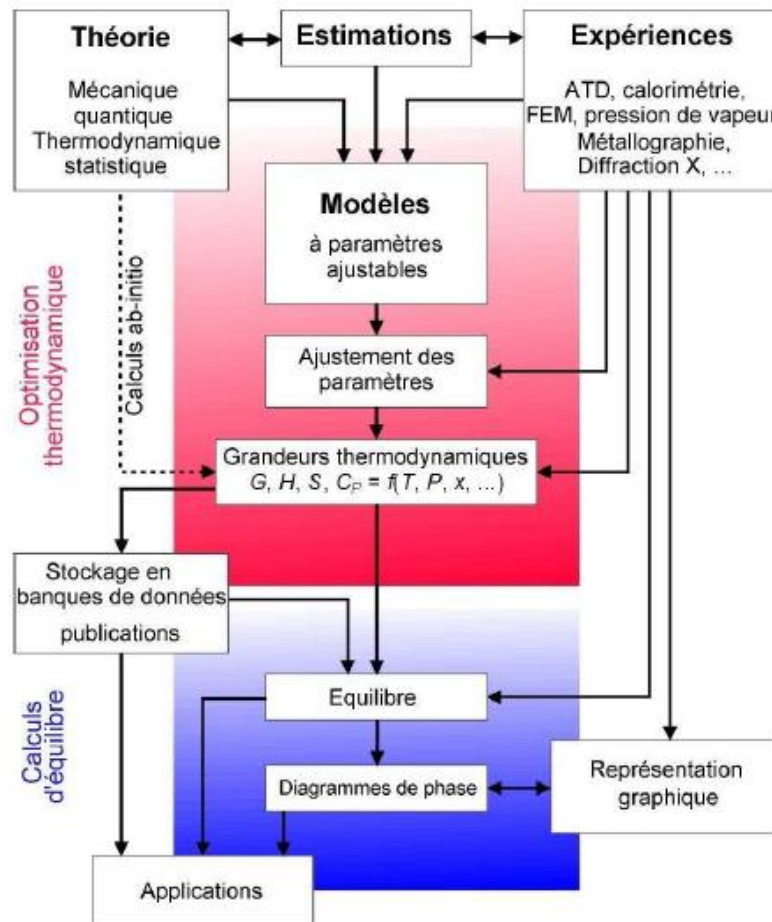 Théorie
Mécanique
quantique
Thermodynamique
statistique
Estimations
Expériences
ATD, calorimétrie,
FEM, pression de vapeur
Métallographie,
Diffraction X, ...
Modèles
à paramètres
ajustables
Optimisation
thermodynamique
Calculs ab-initio
Ajustement des
paramètres
Grandeurs thermodynamiques
G, H, S, C_P = f(T, P, x, ...)
Stockage en
banques de données
publications
Calculs
d'équilibre
Equilibre
Diagrammes de phase
Représentation
graphique
Applications